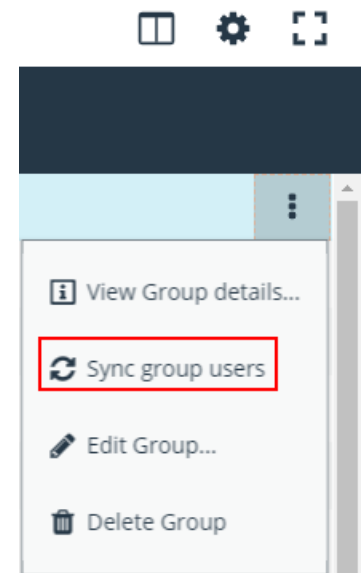 View Group details...
Sync group users
Edit Group...
Delete Group